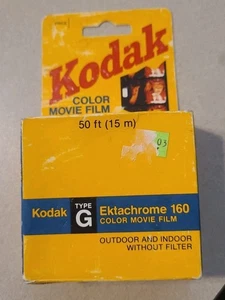 Kodak
COLOR
MOVIE FILM
50 ft (15 m)
Kodak TYPE G Ektachrome 160
COLOR MOVIE FILM
OUTDOOR AND INDOOR
WITHOUT FILTER